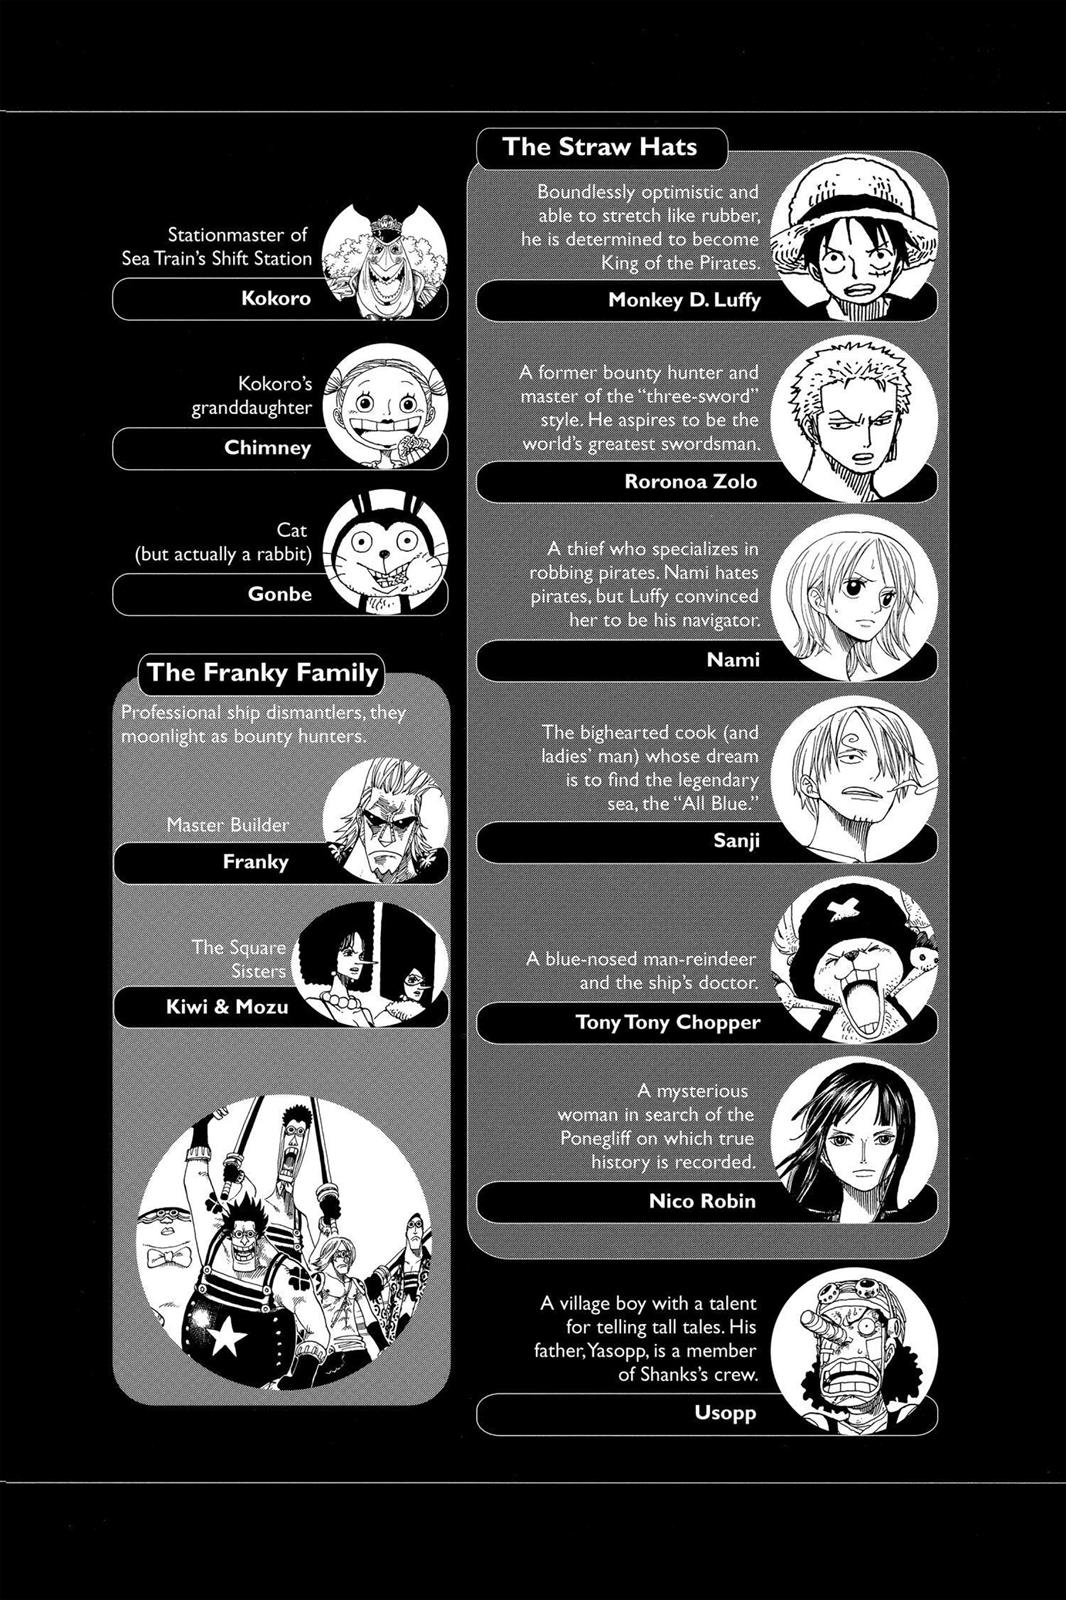 Stationmaster of
Sea Train's Shift Station
Kokoro
Kokoro's
granddaughter
Chimney
Cat
(but actually a rabbit)
Gonbe
The Franky Family
Professional ship dismantlers, they
moonlight as bounty hunters.
Master Builder
Franky
The Square
Sisters
Kiwi & Mozu
The Straw Hats
Boundlessly optimistic and
able to stretch like rubber,
he is determined to become
King of the Pirates.
Monkey D. Luffy
A former bounty hunter and
master of the “three-sword”
style. He aspires to be the
world's greatest swordsman.
Roronoa Zolo
A thief who specializes in
robbing pirates. Nami hates
pirates, but Luffy convinced
her to be his navigator.
Nami
The bighearted cook (and
ladies' man) whose dream
is to find the legendary
sea, the “All Blue.”
Sanji
A blue-nosed man-reindeer
and the ship's doctor.
Tony Tony Chopper
A mysterious
woman in search of the
Ponegliff on which true
history is recorded.
Nico Robin
A village boy with a talent
for telling tall tales. His
father, Yasopp, is a member
of Shanks's crew.
Usopp